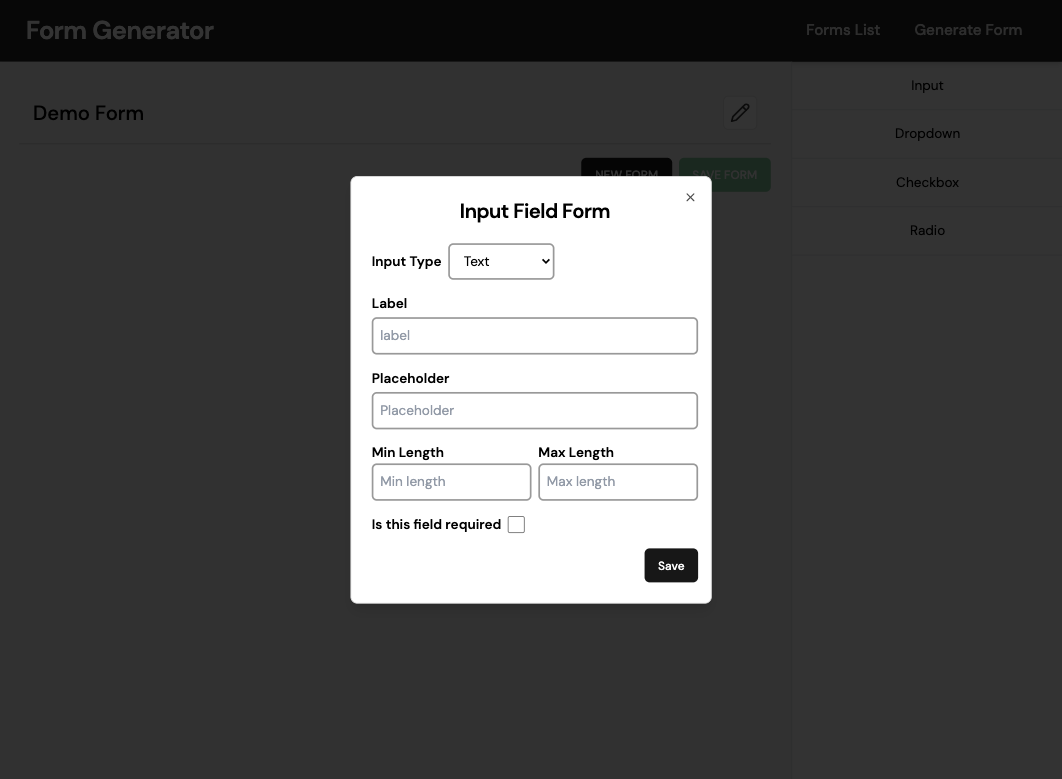 Form Generator
Forms List
Generate Form
Demo Form
Input
Dropdown
Checkbox
Radio
NEW FORM
SAVE FORM
Input Field Form
Input Type
Text
Label
label
Placeholder
Placeholder
Min Length
Max Length
Min length
Max length
Is this field required
Save